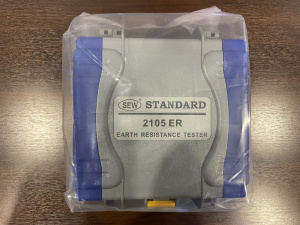 SEW STANDARD
2105 ER
EARTH RESISTANCE TESTER